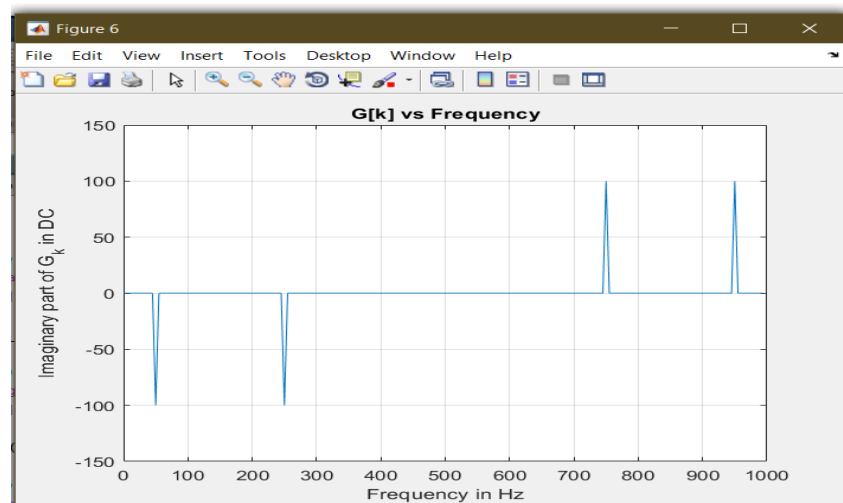 Figure 6
File Edit View Insert Tools Desktop Window Help
G[k] vs Frequency
150
100
50
0
-50
-100
-150
Imaginary part of G_k in DC
0 100 200 300 400 500 600 700 800 900 1000
Frequency in Hz